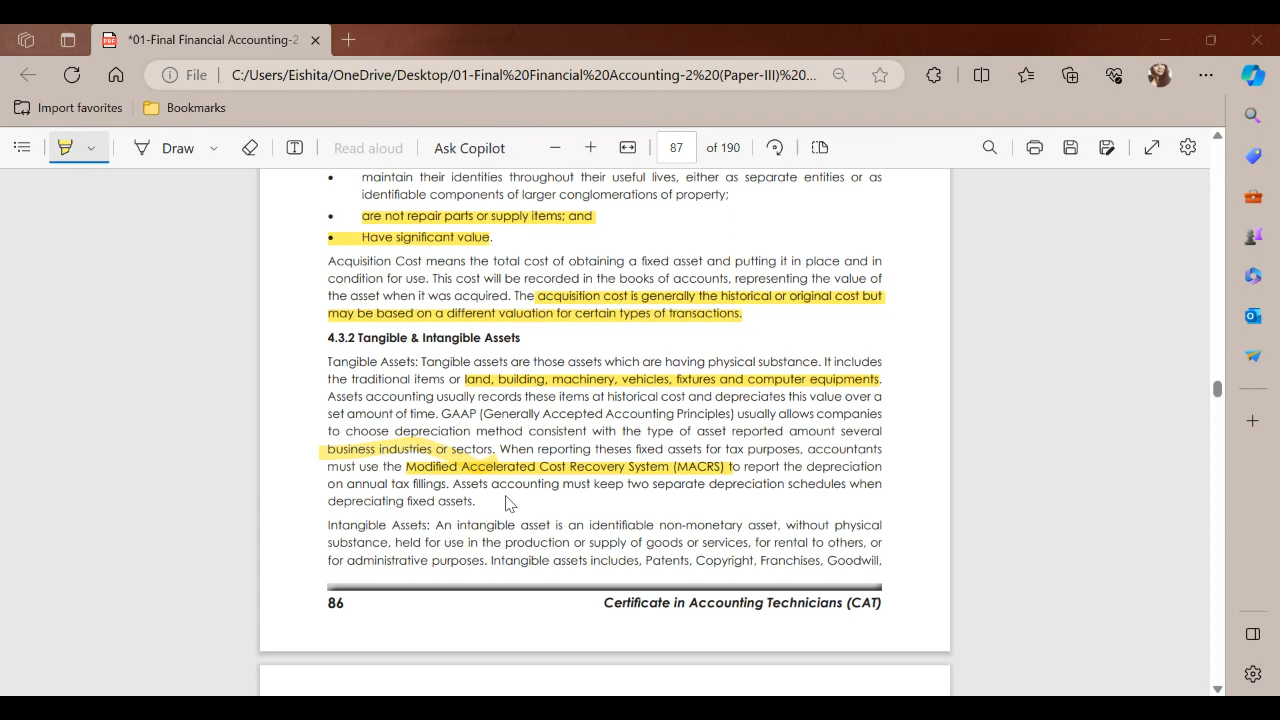 *01-Final Financial Accounting-2
File
C:/Users/Eishita/OneDrive/Desktop/01-Final%20Financial%20Accounting-2%20(Paper-III)%20...
Import favorites
Bookmarks
Draw
Read aloud
Ask Copilot
87
of 190
maintain their identities throughout their useful lives, either as separate entities or as
identifiable components of larger conglomerations of property;
• are not repair parts or supply items; and
• Have significant value.
Acquisition Cost means the total cost of obtaining a fixed asset and putting it in place and in
condition for use. This cost will be recorded in the books of accounts, representing the value of
the asset when it was acquired. The acquisition cost is generally the historical or original cost but
may be based on a different valuation for certain types of transactions.
4.3.2 Tangible & Intangible Assets
Tangible Assets: Tangible assets are those assets which are having physical substance. It includes
the traditional items or land, building, machinery, vehicles, fixtures and computer equipments.
Assets accounting usually records these items at historical cost and depreciates this value over a
set amount of time. GAAP (Generally Accepted Accounting Principles) usually allows companies
to choose depreciation method consistent with the type of asset reported amount several
business industries or sectors. When reporting theses fixed assets for tax purposes, accountants
must use the Modified Accelerated Cost Recovery System (MACRS) to report the depreciation
on annual tax fillings. Assets accounting must keep two separate depreciation schedules when
depreciating fixed assets.
Intangible Assets: An intangible asset is an identifiable non-monetary asset, without physical
substance, held for use in the production or supply of goods or services, for rental to others, or
for administrative purposes. Intangible assets includes, Patents, Copyright, Franchises, Goodwill,
86
Certificate in Accounting Technicians (CAT)